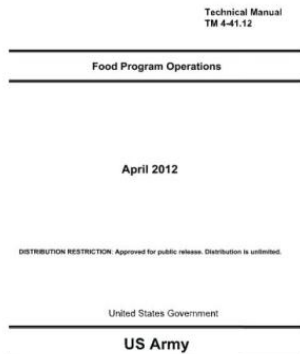 Technical Manual
TM 4-41.12
Food Program Operations
April 2012
DISTRIBUTION RESTRICTION: Approved for public release. Distribution is unlimited.
United States Government
US Army